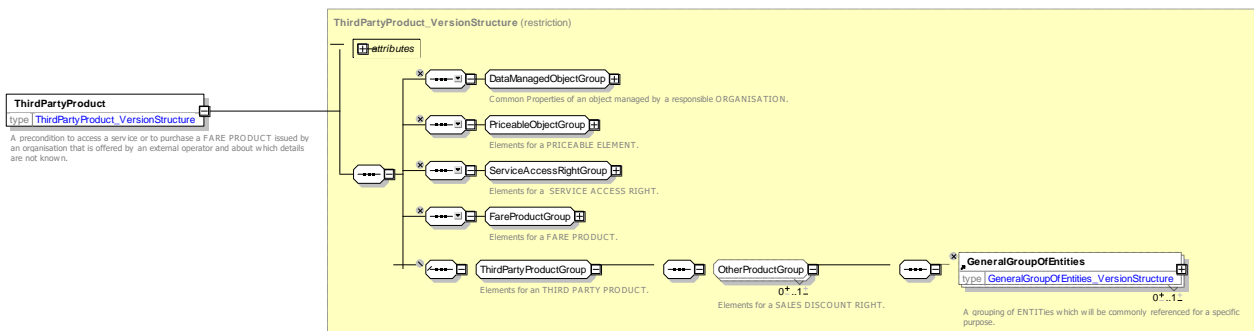 ThirdPartyProduct_VersionStructure (restriction)
attributes
DataManagedObjectGroup
Common Properties of an object managed by a responsible ORGANISATION.
ThirdPartyProduct
type ThirdPartyProduct_VersionStructure
A precondition to access a service or to purchase a FARE PRODUCT issued by
an organisation that is offered by an external operator and about which details
are not known.
PriceableObjectGroup
Elements for a PRICEABLE ELEMENT.
ServiceAccessRightGroup
Elements for a SERVICE ACCESS RIGHT.
FareProductGroup
Elements for a FARE PRODUCT.
ThirdPartyProductGroup
Elements for an THIRD PARTY PRODUCT.
OtherProductGroup
0..1
Elements for a SALES DISCOUNT RIGHT.
GeneralGroupOfEntities
type GeneralGroupOfEntities_VersionStructure
0..1
A grouping of ENTITies which will be commonly referenced for a specific
purpose.